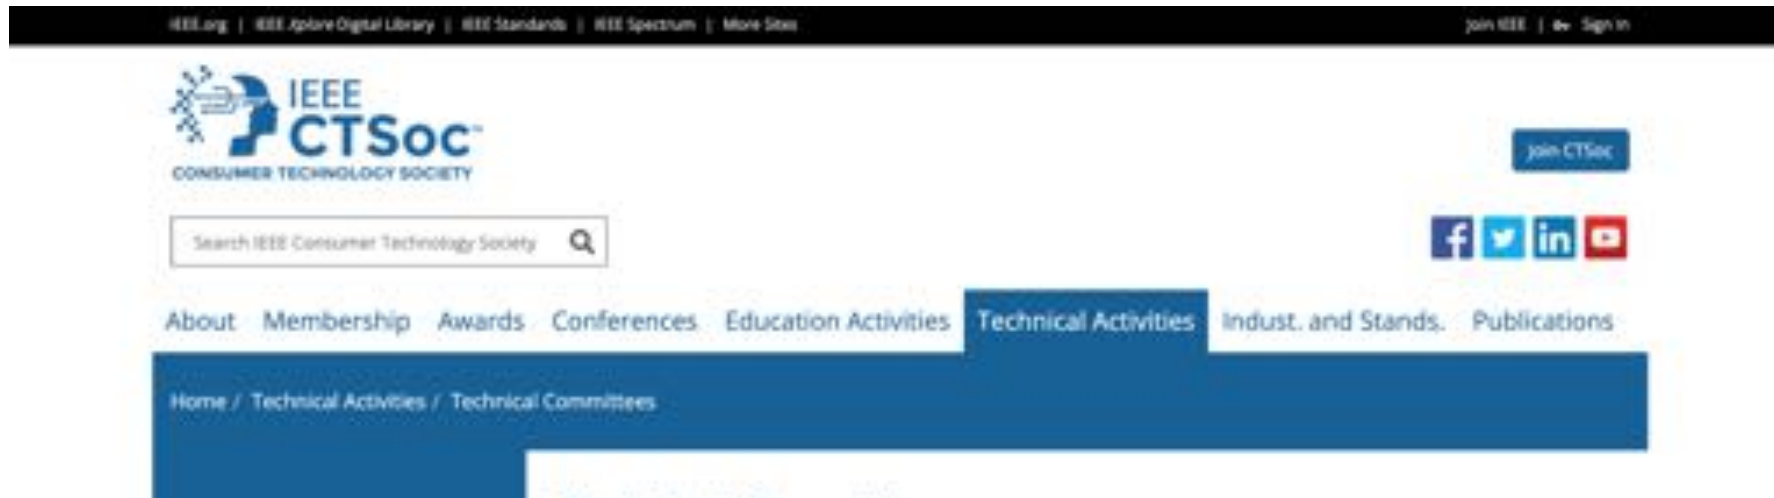 IEEE.org | IEEE Xplore Digital Library | IEEE Standards | IEEE Spectrum | More Sites Join IEEE | Sign In
IEEE
CTSoc™
CONSUMER TECHNOLOGY SOCIETY
Join CTSoc
Search IEEE Consumer Technology Society
f in
About Membership Awards Conferences Education Activities Technical Activities Indust. and Stands. Publications
Home / Technical Activities / Technical Committees